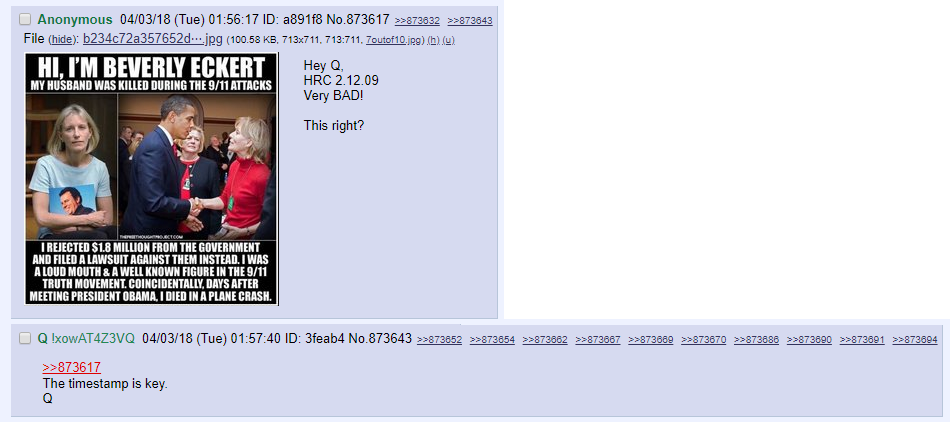 Anonymous 04/03/18 (Tue) 01:56:17 ID: a891f8 No.873617 >>873632 >>873643
File (hide): b234c72a357652d⋯.jpg (100.58 KB, 713x711, 713:711, 7outof10.jpg) (h) (u)
HI, I'M BEVERLY ECKERT
MY HUSBAND WAS KILLED DURING THE 9/11 ATTACKS
THEFREETHOUGHTPROJECT.COM
I REJECTED $1.8 MILLION FROM THE GOVERNMENT
AND FILED A LAWSUIT AGAINST THEM INSTEAD. I WAS
A LOUD MOUTH & A WELL KNOWN FIGURE IN THE 9/11
TRUTH MOVEMENT. COINCIDENTALLY, DAYS AFTER
MEETING PRESIDENT OBAMA, I DIED IN A PLANE CRASH.
Hey Q,
HRC 2.12.09
Very BAD!
This right?
Q !xowAT4Z3VQ 04/03/18 (Tue) 01:57:40 ID: 3feab4 No.873643 >>873652 >>873654 >>873662 >>873667 >>873669 >>873670 >>873686 >>873690 >>873691 >>873694
>>873617
The timestamp is key.
Q